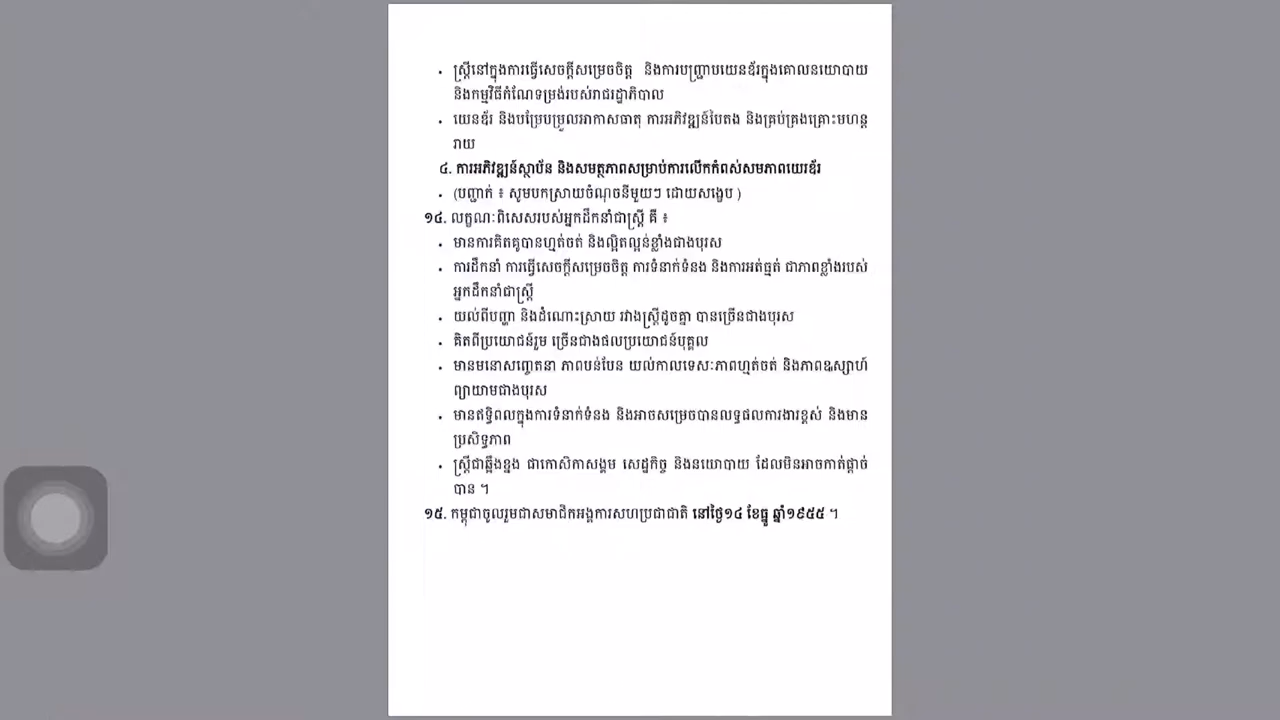 • ស្ត្រីនៅក្នុងការធ្វើសេចក្តីសម្រេចចិត្ត និងការបញ្ជ្រាបយេនឌ័រក្នុងគោលនយោបាយ
និងកម្មវិធីកំណែទម្រង់របស់រាជរដ្ឋាភិបាល
• យេនឌ័រ និងបម្រែបម្រួលអាកាសធាតុ ការអភិវឌ្ឍន៍បៃតង និងគ្រប់គ្រងគ្រោះមហន្ត
រាយ
៤. ការអភិវឌ្ឍន៍ស្ថាប័ន និងសមត្ថភាពសម្រាប់ការលើកកំពស់សមភាពយេរឌ័រ
• (បញ្ជាក់ ៖ សូមបកស្រាយចំណុចនីមួយៗ ដោយសង្ខេប )
១៤. លក្ខណៈពិសេសរបស់អ្នកដឹកនាំជាស្ត្រី គឺ ៖
• មានការគិតគូបានហ្មត់ចត់ និងល្អិតល្អន់ខ្លាំងជាងបុរស
• ការដឹកនាំ ការធ្វើសេចក្តីសម្រេចចិត្ត ការទំនាក់ទំនង និងការអត់ធ្មត់ ជាភាពខ្លាំងរបស់
អ្នកដឹកនាំជាស្ត្រី
• យល់ពីបញ្ហា និងដំណោះស្រាយ រវាងស្ត្រីដូចគ្នា បានច្រើនជាងបុរស
• គិតពីប្រយោជន៍រួម ច្រើនជាងផលប្រយោជន៍បុគ្គល
• មានមនោសញ្ចេតនា ភាពបន់បែន យល់កាលទេសៈភាពហ្មត់ចត់ និងភាពឩស្សាហ៍
ព្យាយាមជាងបុរស
• មានឥទ្ធិពលក្នុងការទំនាក់ទំនង និងអាចសម្រេចបានលទ្ធផលការងារខ្ពស់ និងមាន
ប្រសិទ្ធភាព
• ស្ត្រីជាឆ្អឹងខ្នង ជាកោសិកាសង្គម សេដ្ឋកិច្ច និងនយោបាយ ដែលមិនអាចកាត់ផ្តាច់
បាន ។
១៥. កម្ពុជាចូលរួមជាសមាជិកអង្គការសហប្រជាជាតិ នៅថ្ងៃ១៤ ខែធ្នូ ឆ្នាំ១៩៥៥ ។